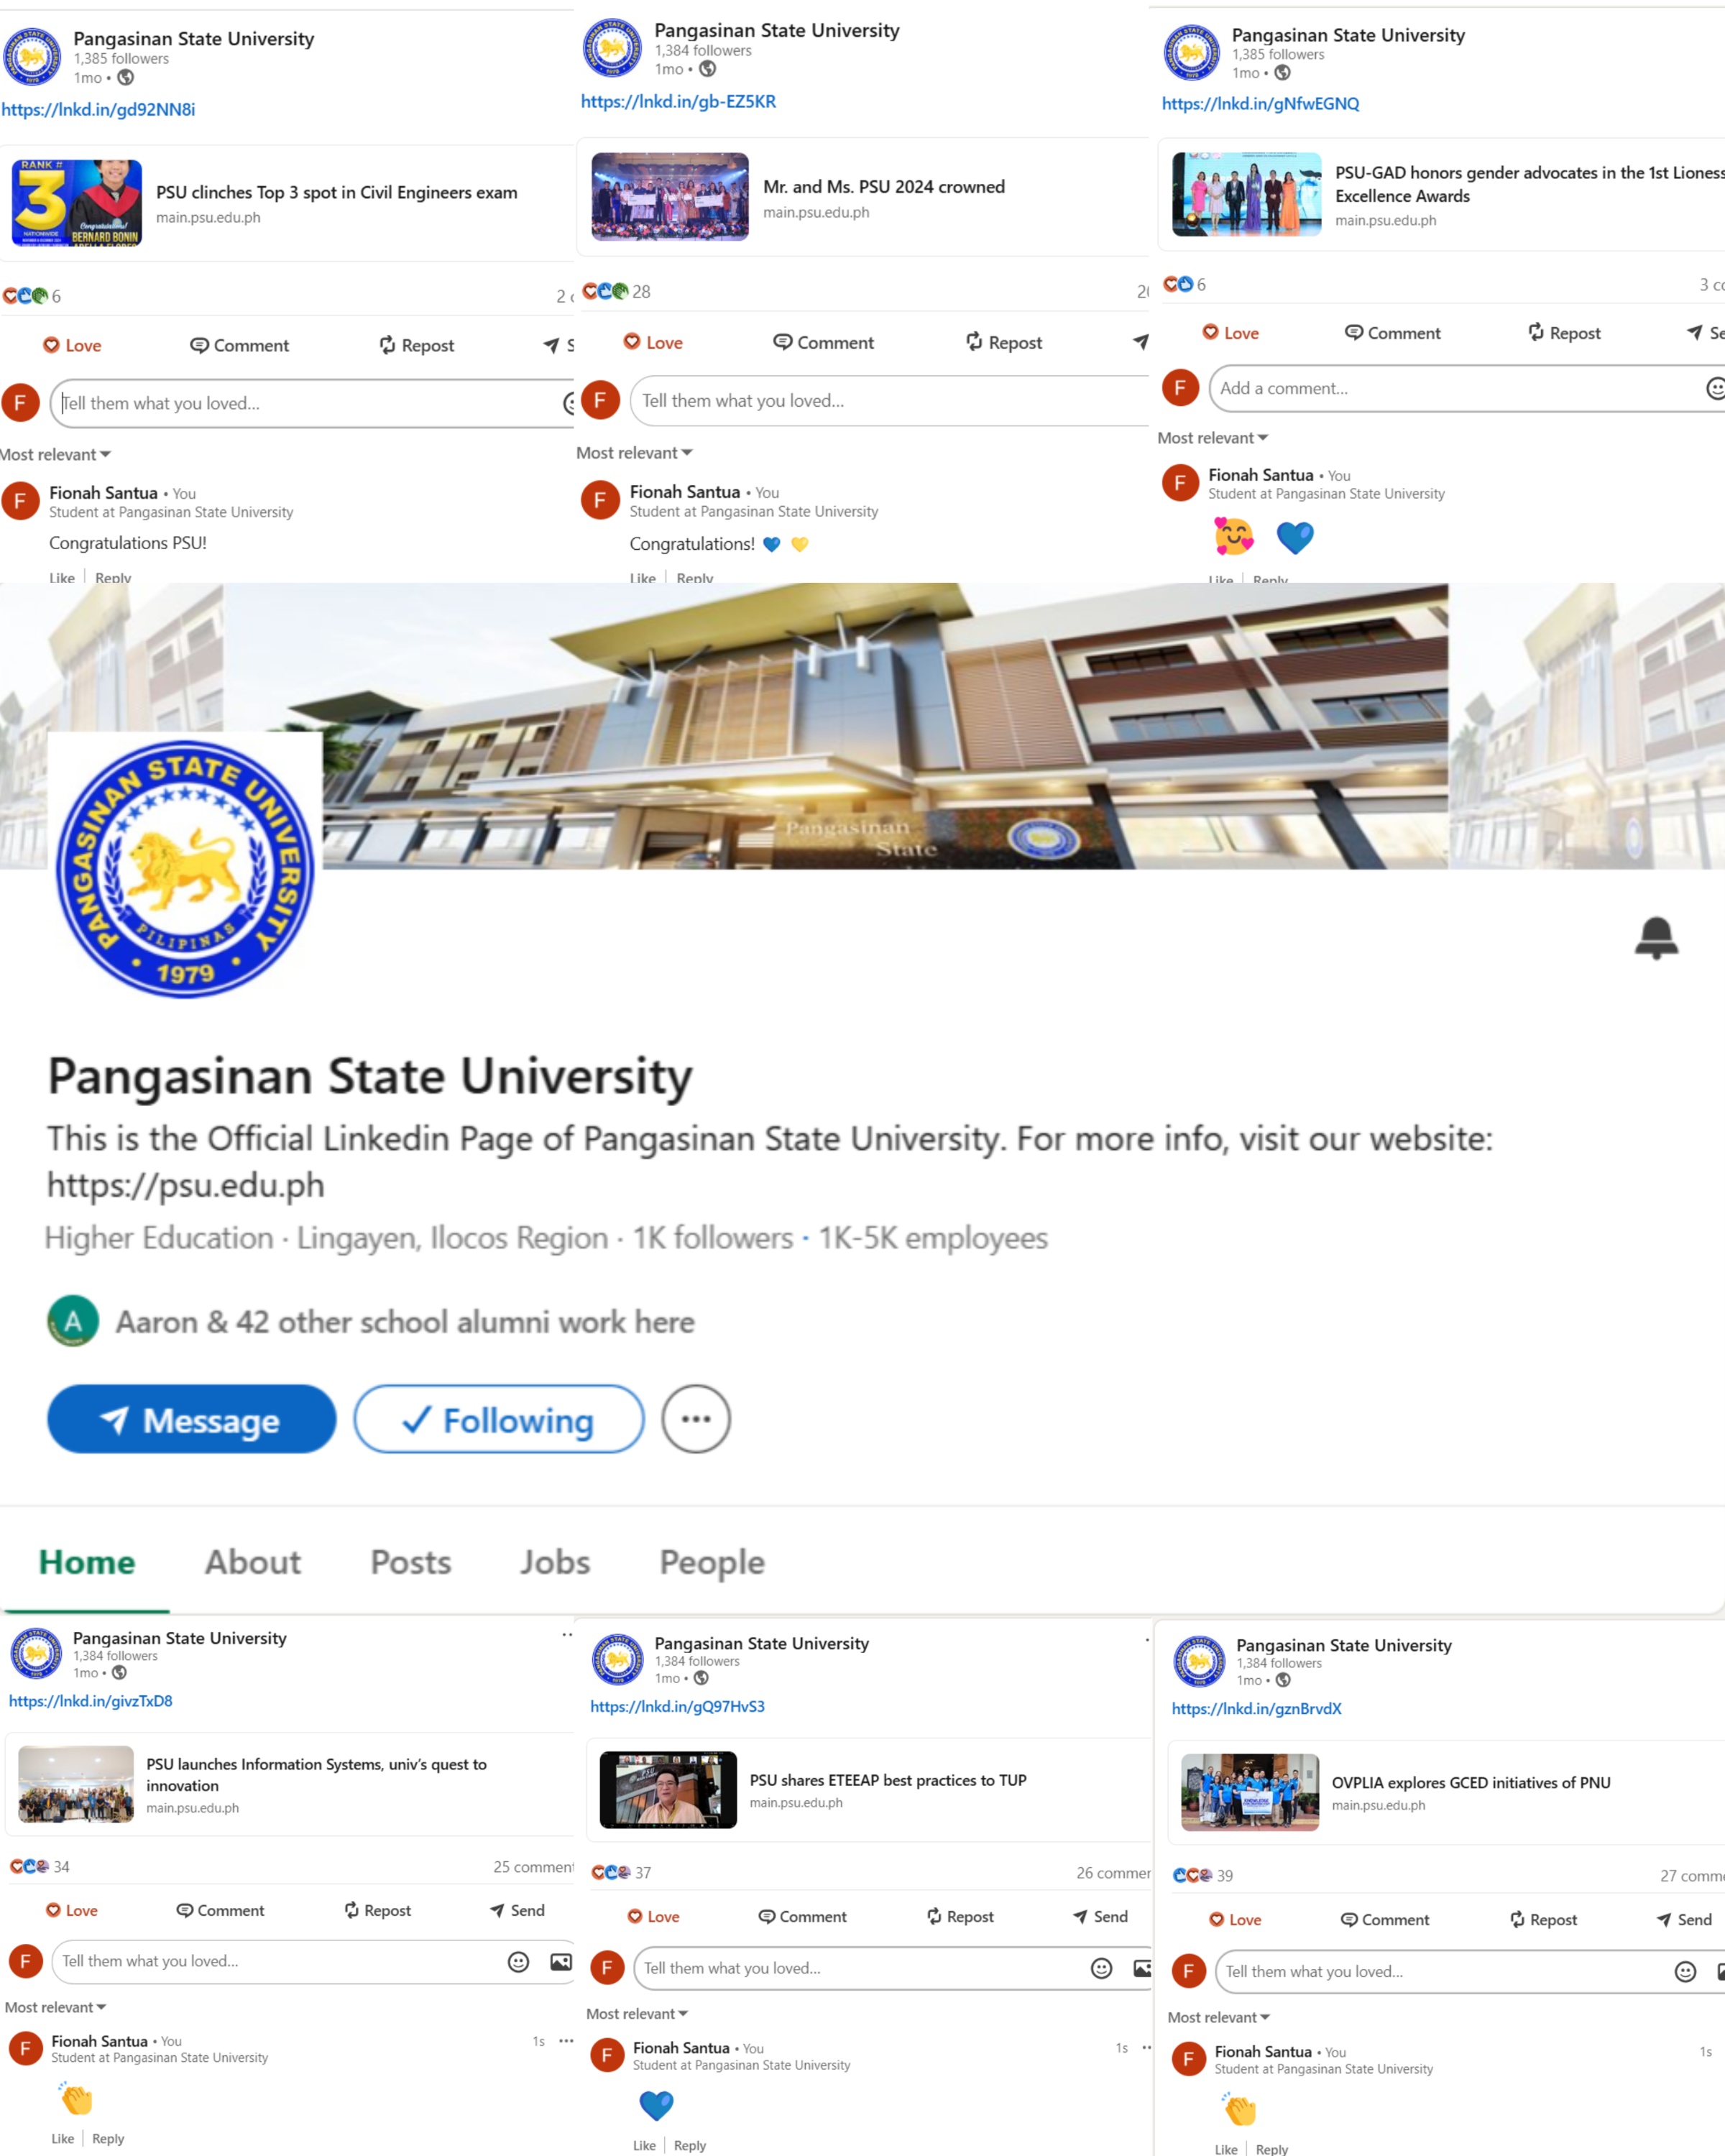 Pangasinan State University
1,385 followers
1mo •
https://lnkd.in/gd92NN8i
RANK #
3
NATIONWIDE
Congratulations!
BERNARD BONIN
PSU clinches Top 3 spot in Civil Engineers exam
main.psu.edu.ph
6
2 c
Love Comment Repost S
Tell them what you loved...
Most relevant
F
Fionah Santua • You
Student at Pangasinan State University
Congratulations PSU!
Like Reply
Pangasinan State University
1,384 followers
1mo •
https://lnkd.in/gb-EZ5KR
Mr. and Ms. PSU 2024 crowned
main.psu.edu.ph
28
2
Love Comment Repost
F
Tell them what you loved...
Most relevant
F
Fionah Santua • You
Student at Pangasinan State University
Congratulations! 💙 💛
Like Reply
Pangasinan State University
1,385 followers
1mo •
https://lnkd.in/gNfwEGNQ
PSU-GAD honors gender advocates in the 1st Lioness
Excellence Awards
main.psu.edu.ph
6
3 co
Love Comment Repost Se
F
Add a comment...
Most relevant
F
Fionah Santua • You
Student at Pangasinan State University
🥰 💙
Like Reply
Pangasinan
State
PANGASINAN STATE UNIVERSITY
PILIPINAS
1979
Pangasinan State University
This is the Official Linkedin Page of Pangasinan State University. For more info, visit our website:
https://psu.edu.ph
Higher Education · Lingayen, Ilocos Region · 1K followers · 1K-5K employees
A
Aaron & 42 other school alumni work here
Message Following
Home About Posts Jobs People
Pangasinan State University
1,384 followers
1mo •
https://lnkd.in/givzTxD8
PSU launches Information Systems, univ's quest to
innovation
main.psu.edu.ph
34
25 comment
Love Comment Repost Send
F
Tell them what you loved...
Most relevant
F
Fionah Santua • You
1s
Student at Pangasinan State University
👏
Like Reply
Pangasinan State University
1,384 followers
1mo •
https://lnkd.in/gQ97HvS3
PSU shares ETEEAP best practices to TUP
main.psu.edu.ph
37
26 commen
Love Comment Repost Send
F
Tell them what you loved...
Most relevant
F
Fionah Santua • You
1s
Student at Pangasinan State University
💙
Like Reply
Pangasinan State University
1,384 followers
1mo •
https://lnkd.in/gznBrvdX
OVPLIA explores GCED initiatives of PNU
main.psu.edu.ph
39
27 comm
Love Comment Repost Send
F
Tell them what you loved...
Most relevant
F
Fionah Santua • You
1s
Student at Pangasinan State University
👏
Like Reply